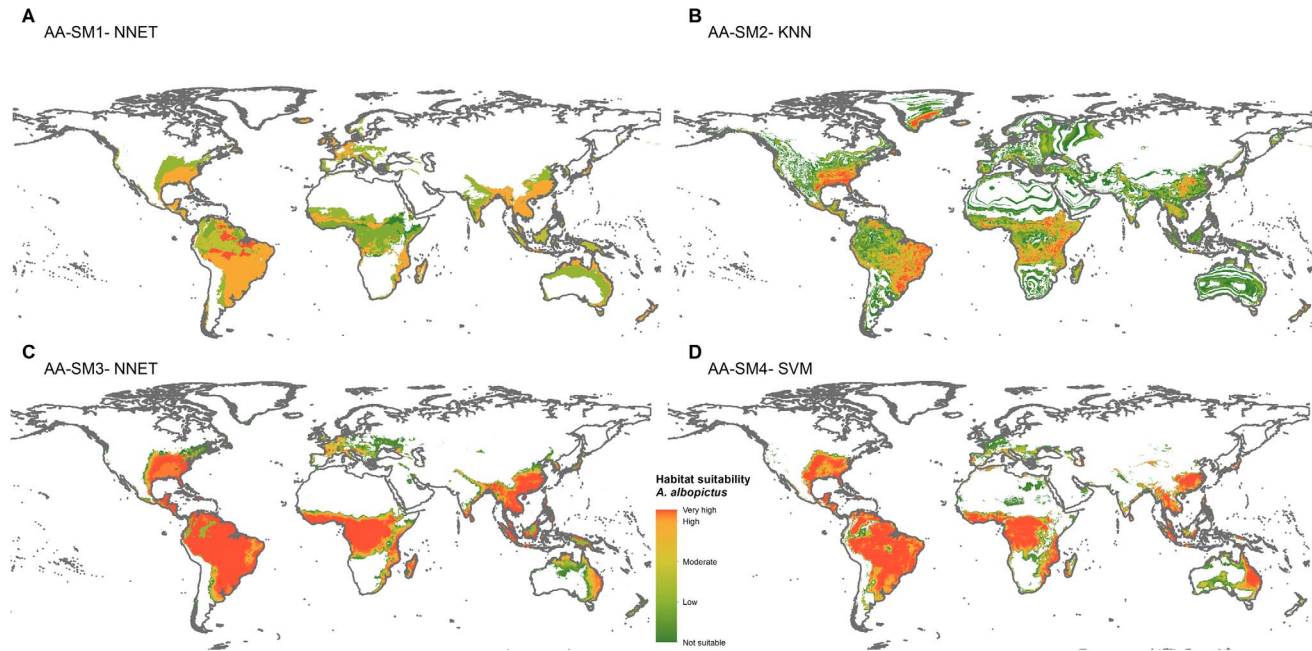 A
AA-SM1- NNET
B
AA-SM2- KNN
C
AA-SM3- NNET
D
AA-SM4- SVM
Habitat suitability
A. albopictus
Very high
High
Moderate
Low
Not suitable